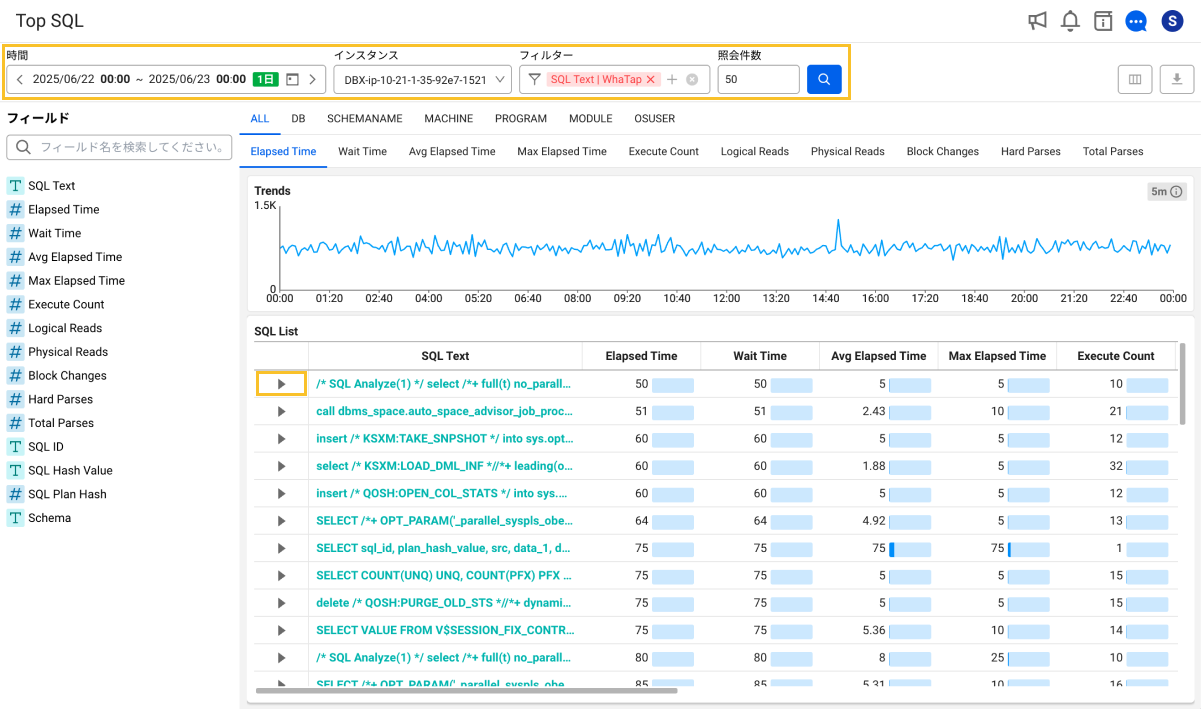 Top SQL
S
時間 インスタンス フィルター 照会件数
2025/06/22 00:00 ~ 2025/06/23 00:00 1日 DBX-ip-10-21-1-35-92e7-1521 SQL Text | WhaTap 50
フィールド
フィールド名を検索してください。
SQL Text
Elapsed Time
Wait Time
Avg Elapsed Time
Max Elapsed Time
Execute Count
Logical Reads
Physical Reads
Block Changes
Hard Parses
Total Parses
SQL ID
SQL Hash Value
SQL Plan Hash
Schema
ALL DB SCHEMANAME MACHINE PROGRAM MODULE OSUSER
Elapsed Time Wait Time Avg Elapsed Time Max Elapsed Time Execute Count Logical Reads Physical Reads Block Changes Hard Parses Total Parses
Trends 5m
1.5K
0
00:00 01:20 02:40 04:00 05:20 06:40 08:00 09:20 10:40 12:00 13:20 14:40 16:00 17:20 18:40 20:00 21:20 22:40 00:00
SQL List
SQL Text Elapsed Time Wait Time Avg Elapsed Time Max Elapsed Time Execute Count
/* SQL Analyze(1) */ select /*+ full(t) no_parall... 50 50 5 5 10
call dbms_space.auto_space_advisor_job_proc... 51 51 2.43 10 21
insert /* KSXM:TAKE_SNPSHOT */ into sys.opt... 60 60 5 5 12
select /* KSXM:LOAD_DML_INF *//*+ leading(o... 60 60 1.88 5 32
insert /* QOSH:OPEN_COL_STATS */ into sys.... 60 60 5 5 12
SELECT /*+ OPT_PARAM('_parallel_syspls_obe... 64 64 4.92 5 13
SELECT sql_id, plan_hash_value, src, data_1, d... 75 75 75 75 1
SELECT COUNT(UNQ) UNQ, COUNT(PFX) PFX ... 75 75 5 5 15
delete /* QOSH:PURGE_OLD_STS *//*+ dynami... 75 75 5 5 15
SELECT VALUE FROM V$SESSION_FIX_CONTR... 75 75 5.36 10 14
/* SQL Analyze(1) */ select /*+ full(t) no_parall... 80 80 8 25 10
SELECT /*+ OPT_PARAM('_parallel_syspls_obe... 85 85 5.31 10 16